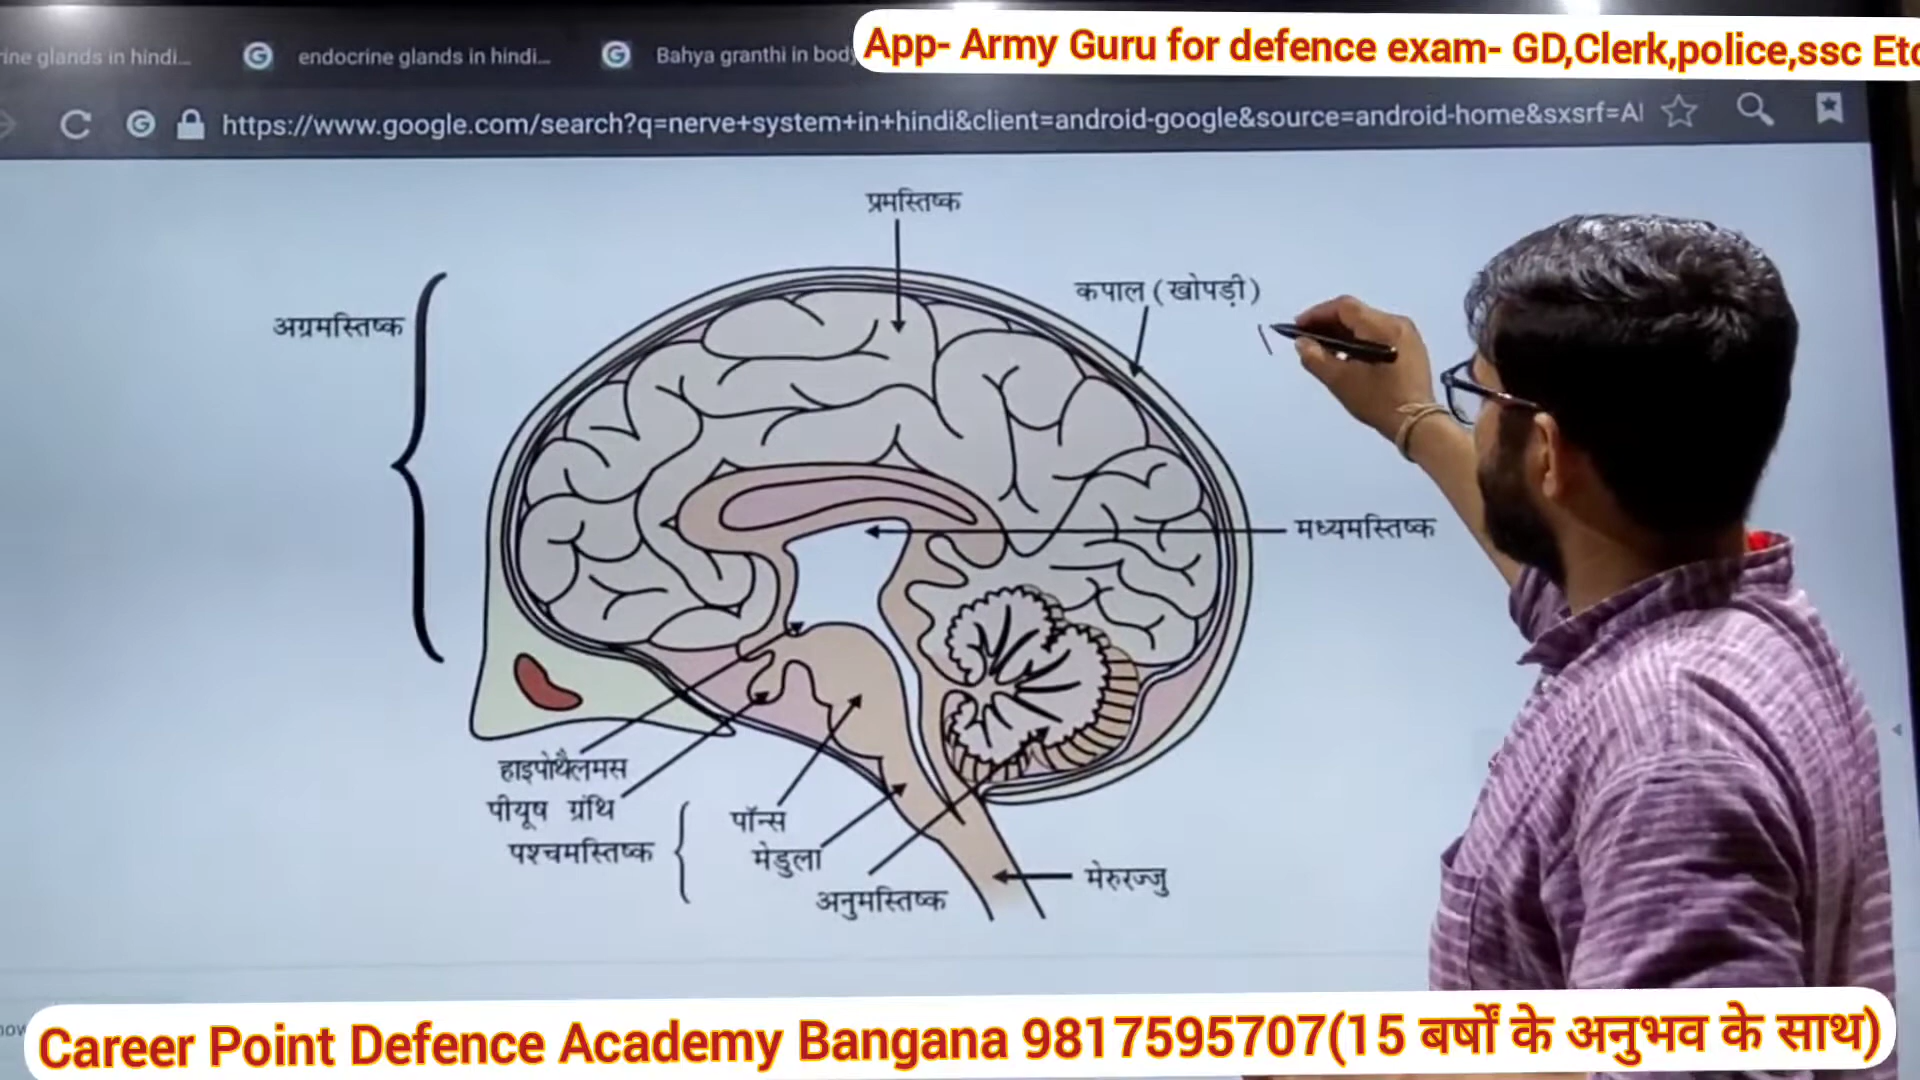 App- Army Guru for defence exam- GD,Clerk,police,ssc Etc
ine glands in hindi...
endocrine glands in hindi...
Bahya granthi in body
https://www.google.com/search?q=nerve+system+in+hindi&client=android-google&source=android-home&sxsrf=Al
प्रमस्तिष्क
कपाल (खोपड़ी)
अग्रमस्तिष्क
मध्यमस्तिष्क
हाइपोथैलमस
पीयूष ग्रंथि
पॉन्स
पश्चमस्तिष्क
मेडुला
मेरुरज्जु
अनुमस्तिष्क
Career Point Defence Academy Bangana 9817595707(15 बर्षों के अनुभव के साथ)